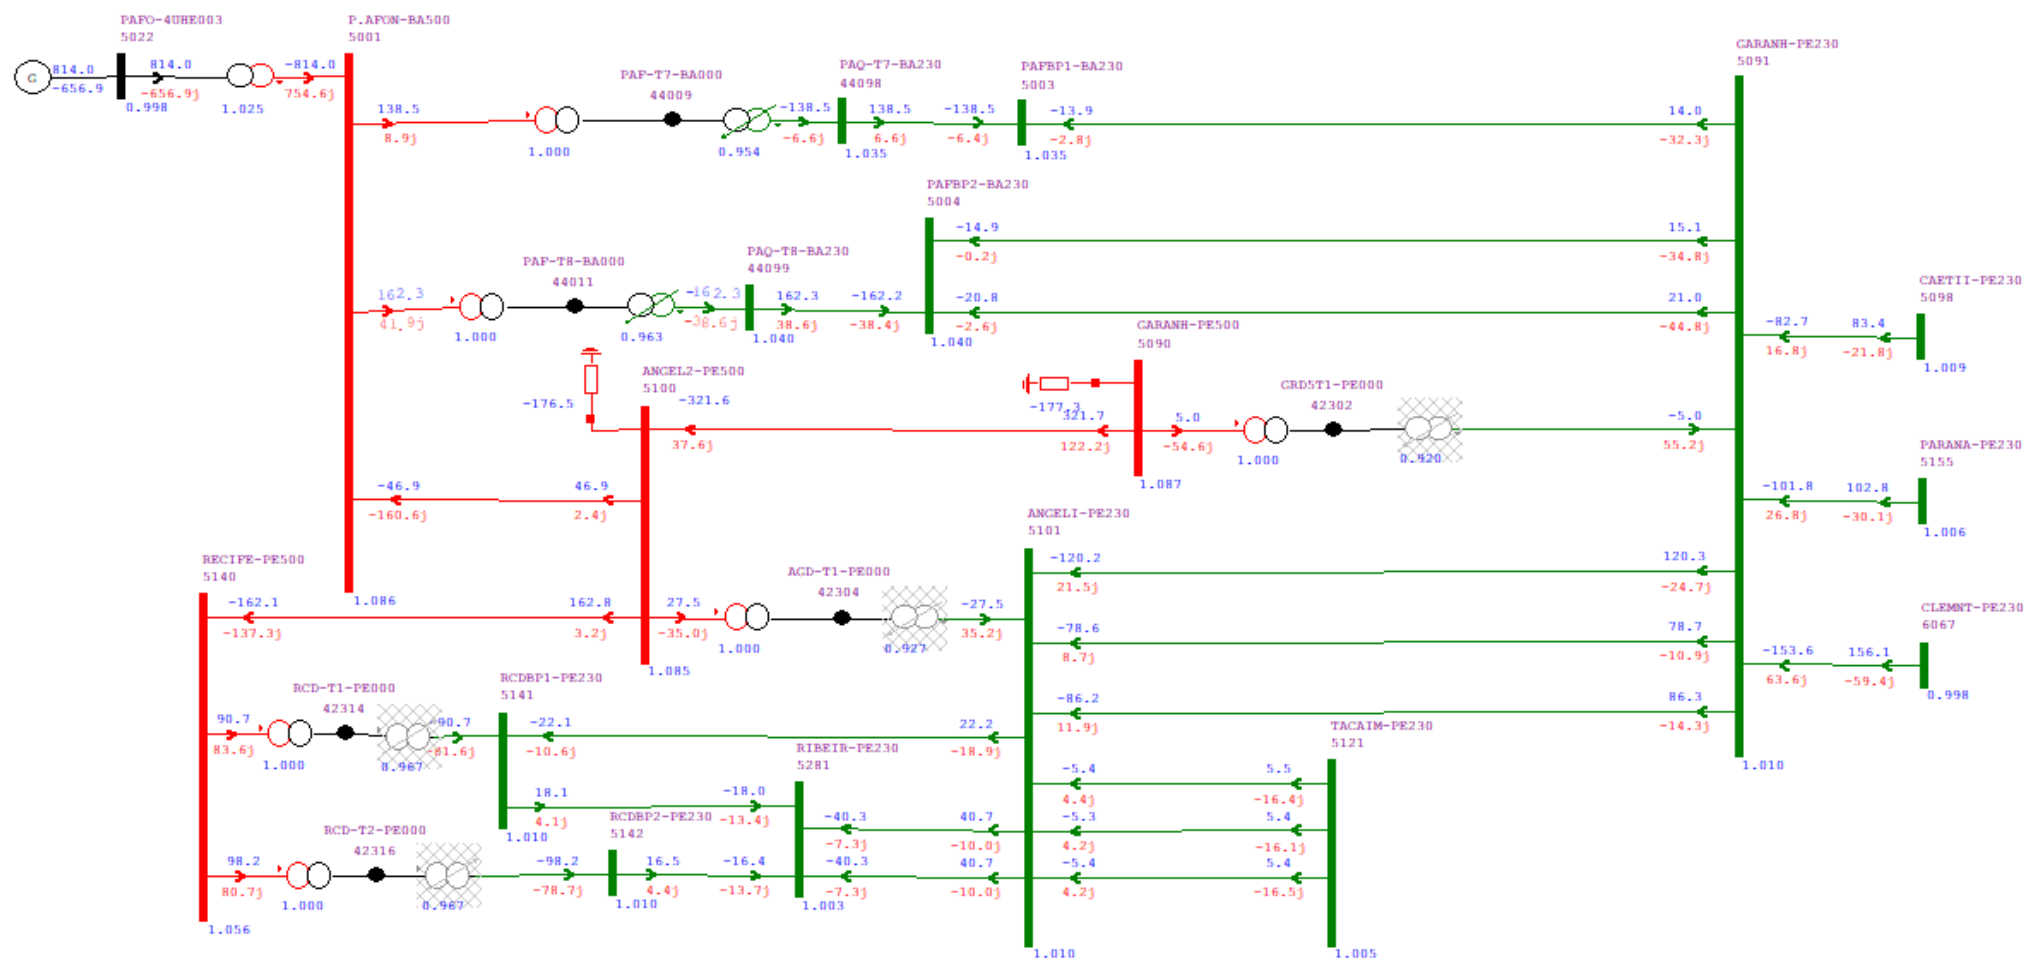 PAFO-4UHE003
5022
P.AFON-BA500
5001
G
814.0
-656.9
814.0
-656.9j
0.998
1.025
-814.0
754.6j
GARANH-PE230
5091
PAF-T7-BA000
44009
PAQ-T7-BA230
44098
PAFBP1-BA230
5003
138.5
8.9j
1.000
0.954
-138.5
-6.6j
138.5
6.6j
1.035
-138.5
-6.4j
1.035
-13.9
-2.8j
14.0
-32.3j
PAFBP2-BA230
5004
-14.9
-0.2j
15.1
-34.8j
PAF-T8-BA000
44011
PAQ-T8-BA230
44099
162.3
41.9j
1.000
0.963
-162.3
-38.6j
162.3
38.6j
1.040
-162.2
-38.4j
1.040
-20.8
-2.6j
21.0
-44.8j
CAETII-PE230
5098
-82.7
16.8j
83.4
-21.8j
1.009
ANGEL2-PE500
5100
-176.5
-321.6
37.6j
GARANH-PE500
5090
-177.3
321.7
122.2j
5.0
-54.6j
1.087
GRD5T1-PE000
42302
1.000
0.920
-5.0
55.2j
PARANA-PE230
5155
-101.8
26.8j
102.8
-30.1j
1.006
-46.9
-160.6j
46.9
2.4j
ANGELI-PE230
5101
RECIFE-PE500
5140
1.086
-162.1
-137.3j
162.8
3.2j
27.5
-35.0j
1.085
AGD-T1-PE000
42304
1.000
0.927
-27.5
35.2j
-120.2
21.5j
120.3
-24.7j
-78.6
8.7j
78.7
-10.9j
CLEMNT-PE230
6067
-153.6
63.6j
156.1
-59.4j
0.998
-86.2
11.9j
86.3
-14.3j
1.010
RCD-T1-PE000
42314
RCDBP1-PE230
5141
90.7
83.6j
1.000
0.967
-90.7
-81.6j
-22.1
-10.6j
22.2
-18.9j
18.1
4.1j
1.010
-18.0
-13.4j
RIBEIR-PE230
5281
TACAIM-PE230
5121
-5.4
4.4j
5.5
-16.4j
-40.3
-7.3j
40.7
-10.0j
-5.3
4.2j
5.4
-16.1j
RCD-T2-PE000
42316
RCDBP2-PE230
5142
98.2
80.7j
1.000
0.967
-98.2
-78.7j
16.5
4.4j
1.010
-16.4
-13.7j
-40.3
-7.3j
1.003
40.7
-10.0j
-5.4
4.2j
5.4
-16.5j
1.056
1.010
1.005